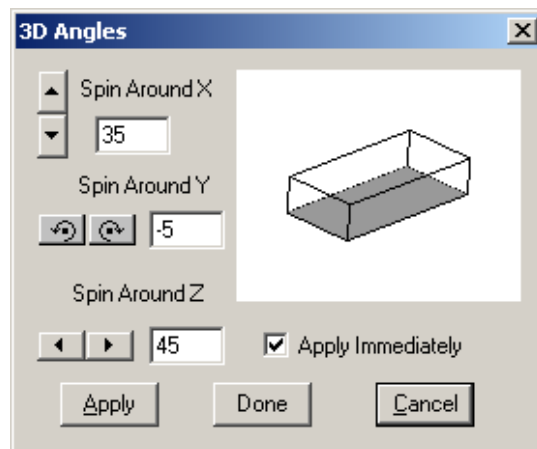 3D Angles
Spin Around X
35
Spin Around Y
-5
Spin Around Z
45
Apply Immediately
Apply
Done
Cancel